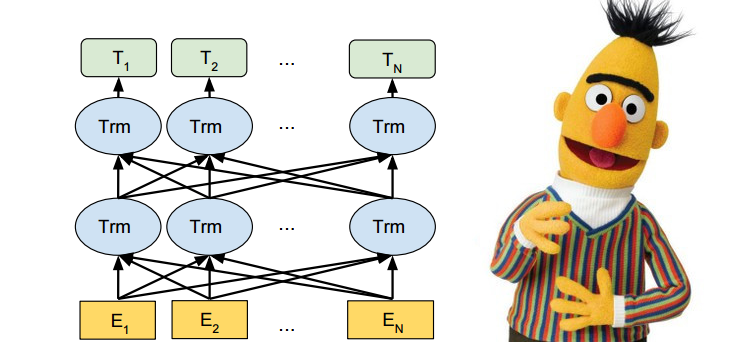 T1 T2 ... TN
Trm Trm ... Trm
Trm Trm ... Trm
E1 E2 ... EN